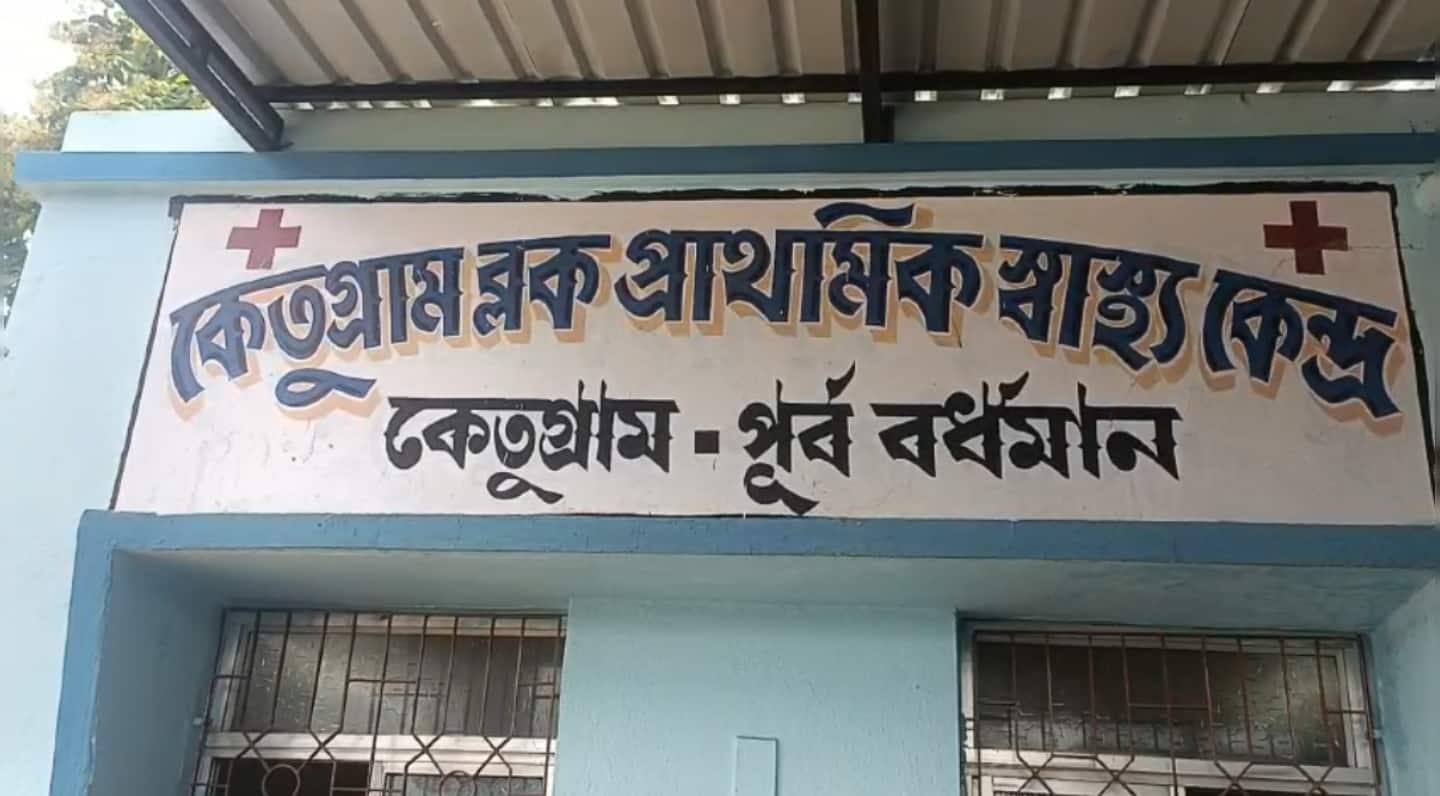 কেতুগ্রাম ব্লক প্রাথমিক স্বাস্থ্য কেন্দ্র
কেতুগ্রাম - পূর্ব বর্ধমান